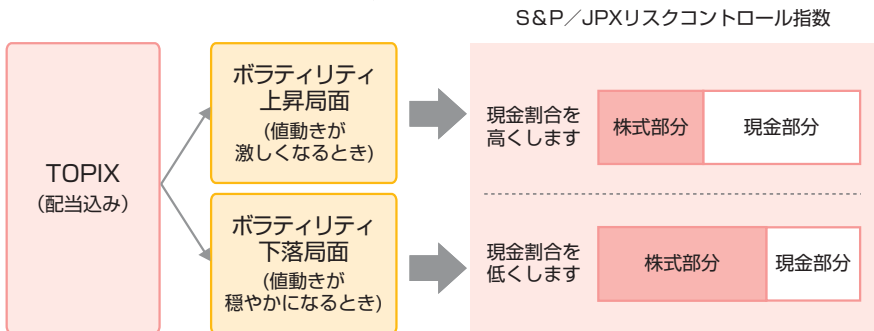 S&P／JPXリスクコントロール指数
TOPIX
（配当込み）
ボラティリティ
上昇局面
(値動きが
激しくなるとき)
現金割合を
高くします
株式部分
現金部分
ボラティリティ
下落局面
(値動きが
穏やかになるとき)
現金割合を
低くします
株式部分
現金部分